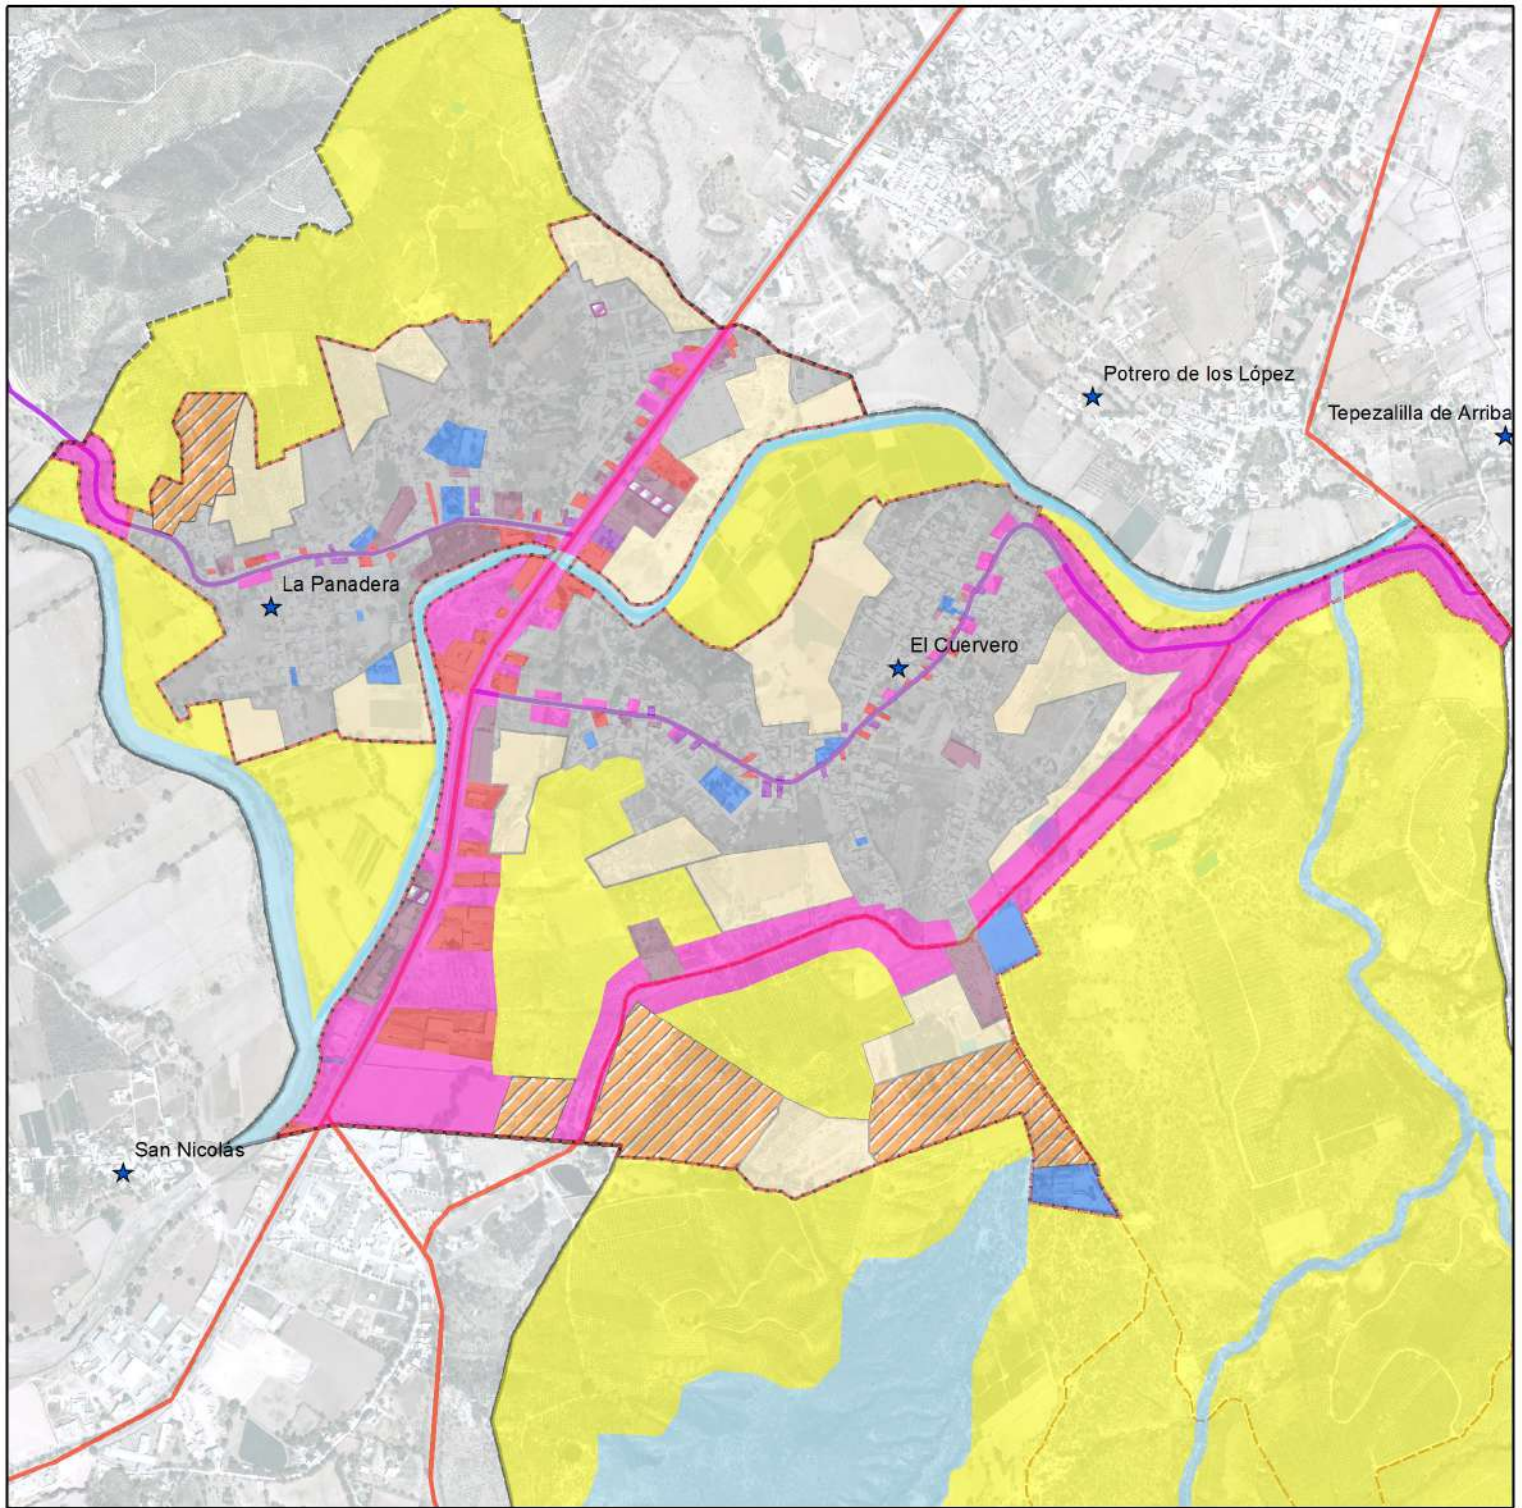 Potrero de los López
Tepezalilla de Arriba
La Panadera
El Cuervero
San Nicolás